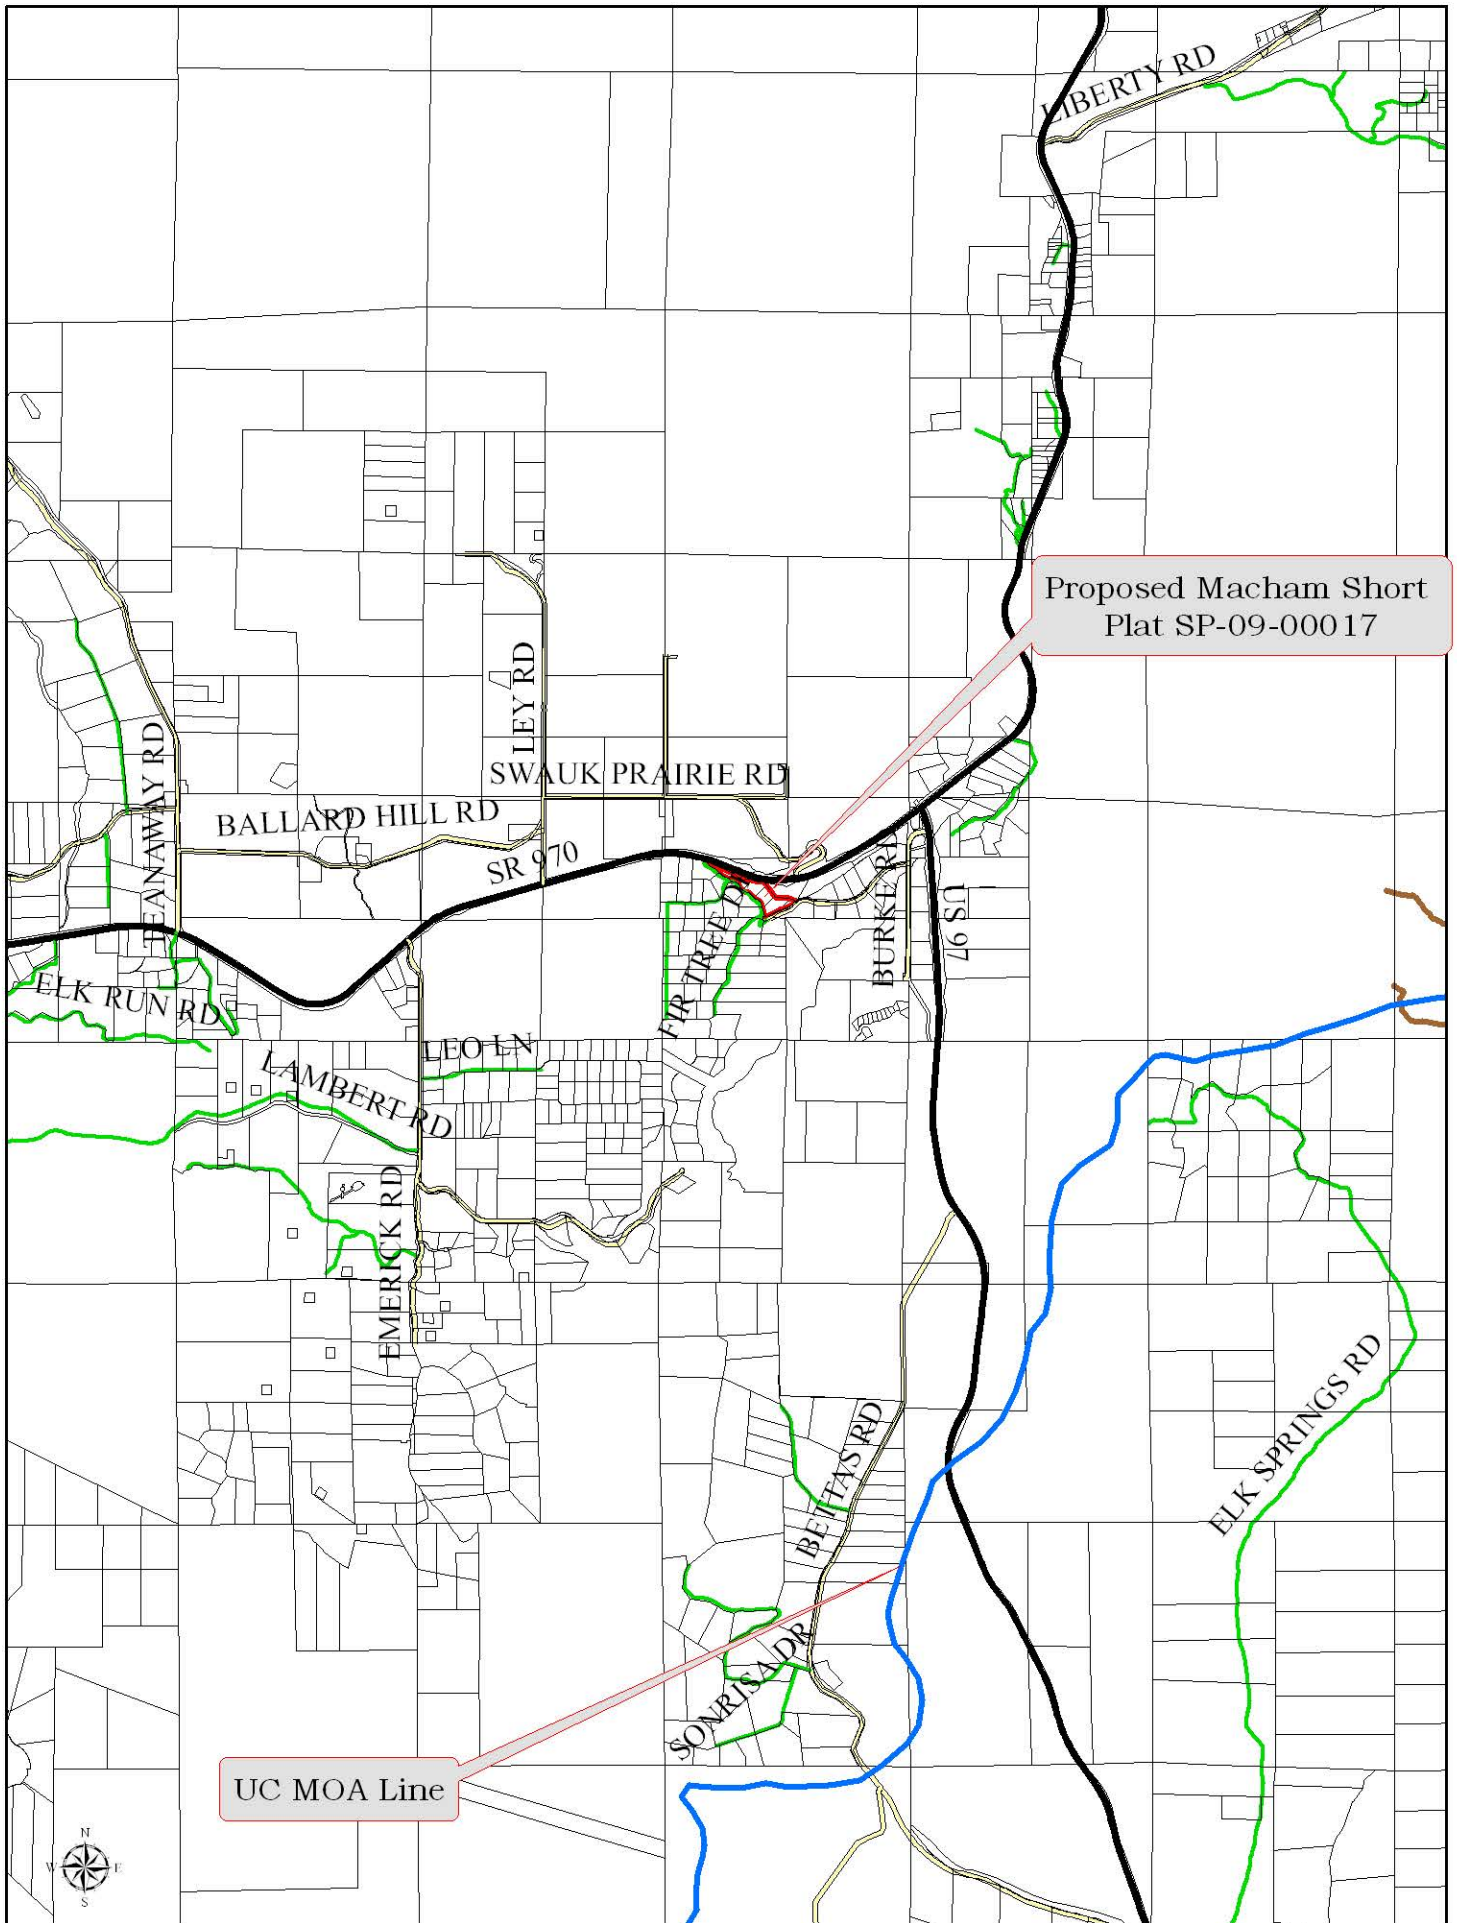 LIBERTY RD
Proposed Macham Short
Plat SP-09-00017
LEY RD
TEANAWAY RD
SWAUK PRAIRIE RD
BALLARD HILL RD
SR 970
BURKE RD
US 97
FIR TREE DR
ELK RUN RD
LEO LN
LAMBERT RD
EMERICK RD
ELK SPRINGS RD
BETTAS RD
SONRISA DR
UC MOA Line
N
W E
S